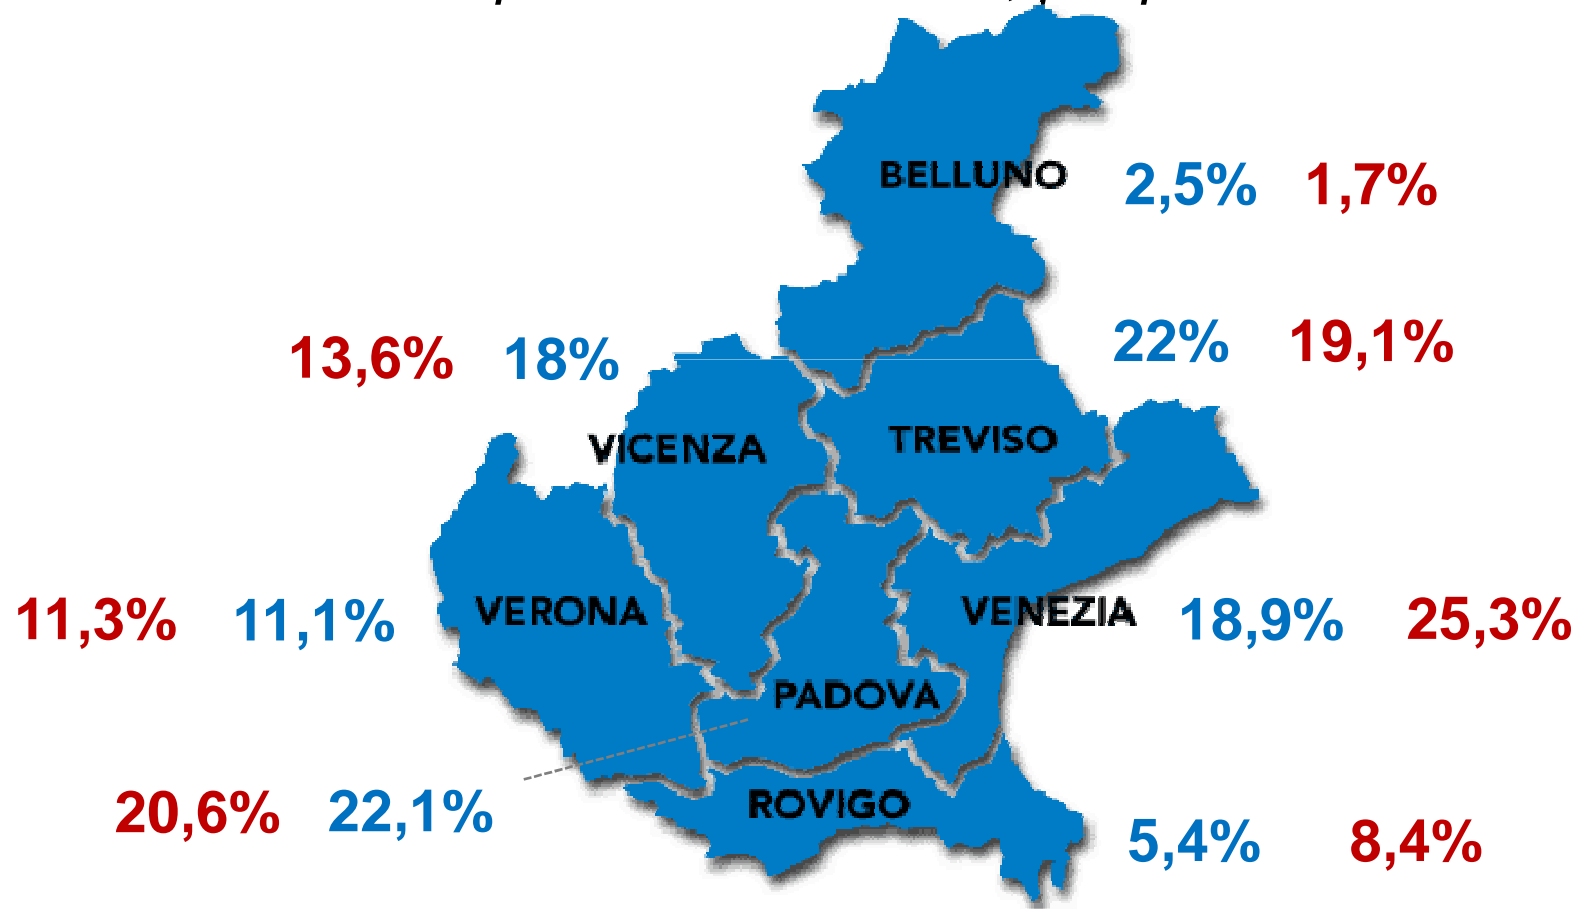 BELLUNO
2,5% 1,7%
22% 19,1%
13,6% 18%
TREVISO
VICENZA
VERONA
VENEZIA
11,3% 11,1%
18,9% 25,3%
PADOVA
20,6% 22,1%
ROVIGO
5,4% 8,4%